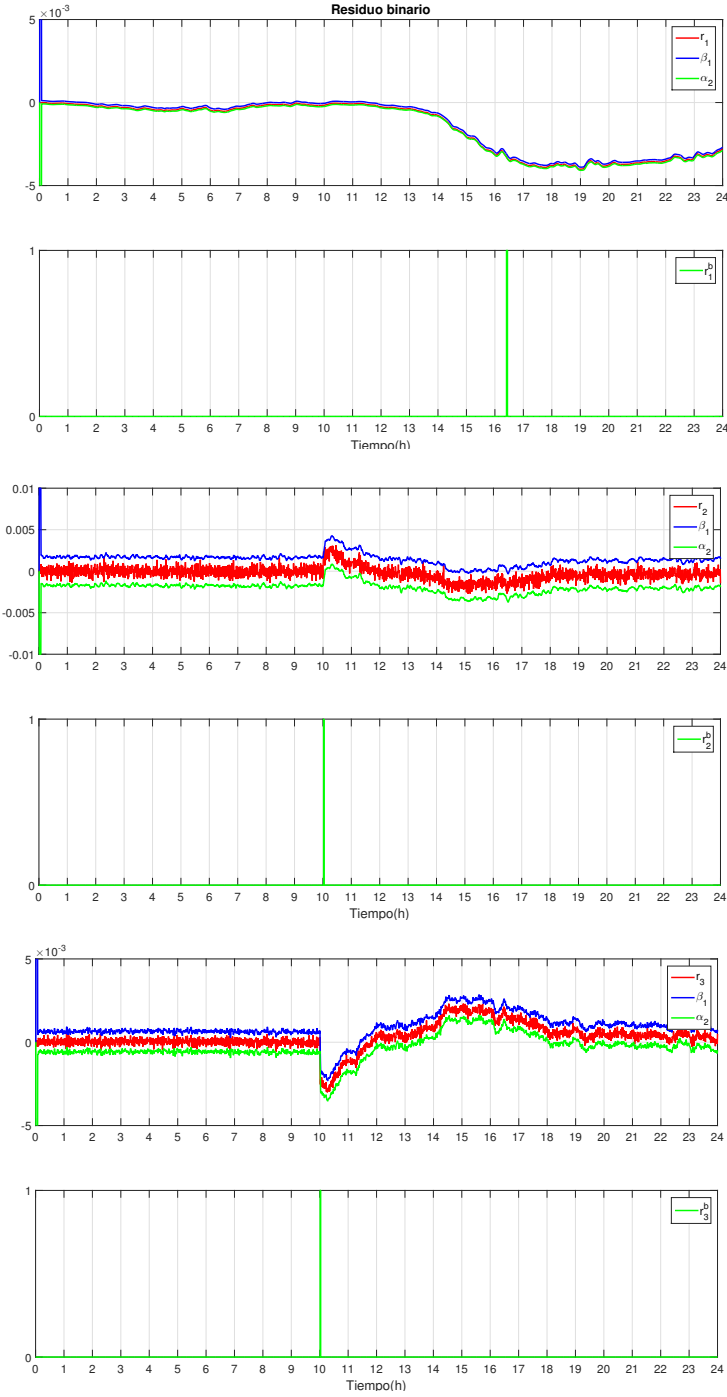 Residuo binario
×10⁻³
5
0
-5
r₁
β₁
α₂
0 1 2 3 4 5 6 7 8 9 10 11 12 13 14 15 16 17 18 19 20 21 22 23 24
1
0
r₁ᵇ
0 1 2 3 4 5 6 7 8 9 10 11 12 13 14 15 16 17 18 19 20 21 22 23 24
Tiempo(h)
0.01
0.005
0
-0.005
-0.01
r₂
β₁
α₂
0 1 2 3 4 5 6 7 8 9 10 11 12 13 14 15 16 17 18 19 20 21 22 23 24
1
0
r₂ᵇ
0 1 2 3 4 5 6 7 8 9 10 11 12 13 14 15 16 17 18 19 20 21 22 23 24
Tiempo(h)
×10⁻³
5
0
-5
r₃
β₁
α₂
0 1 2 3 4 5 6 7 8 9 10 11 12 13 14 15 16 17 18 19 20 21 22 23 24
1
0
r₃ᵇ
0 1 2 3 4 5 6 7 8 9 10 11 12 13 14 15 16 17 18 19 20 21 22 23 24
Tiempo(h)